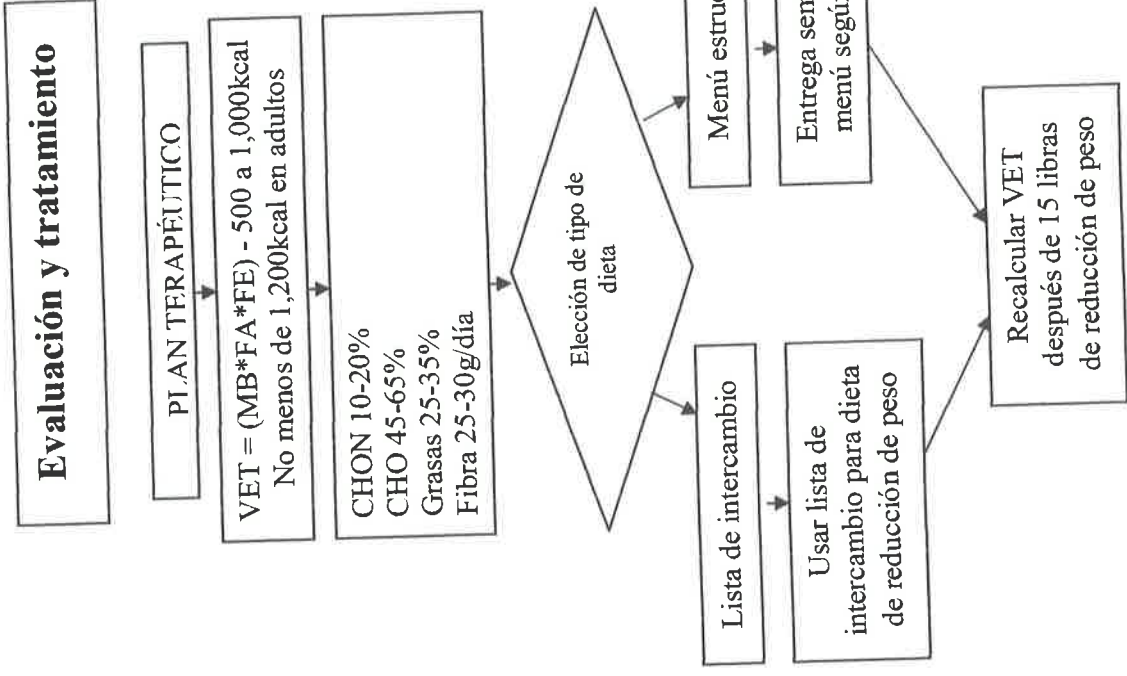 Evaluación y tratamiento
PLAN TERAPÉUTICO
VET = (MB*FA*FE) - 500 a 1,000kcal
No menos de 1,200kcal en adultos
CHON 10-20%
CHO 45-65%
Grasas 25-35%
Fibra 25-30g/día
Elección de tipo de
dieta
Lista de intercambio
Usar lista de
intercambio para dieta
de reducción de peso
Menú
Entrega
menú
Recalcular VET
después de 15 libras
de reducción de peso